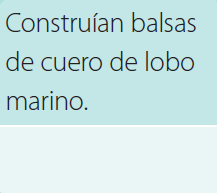 Construían balsas
de cuero de lobo
marino.